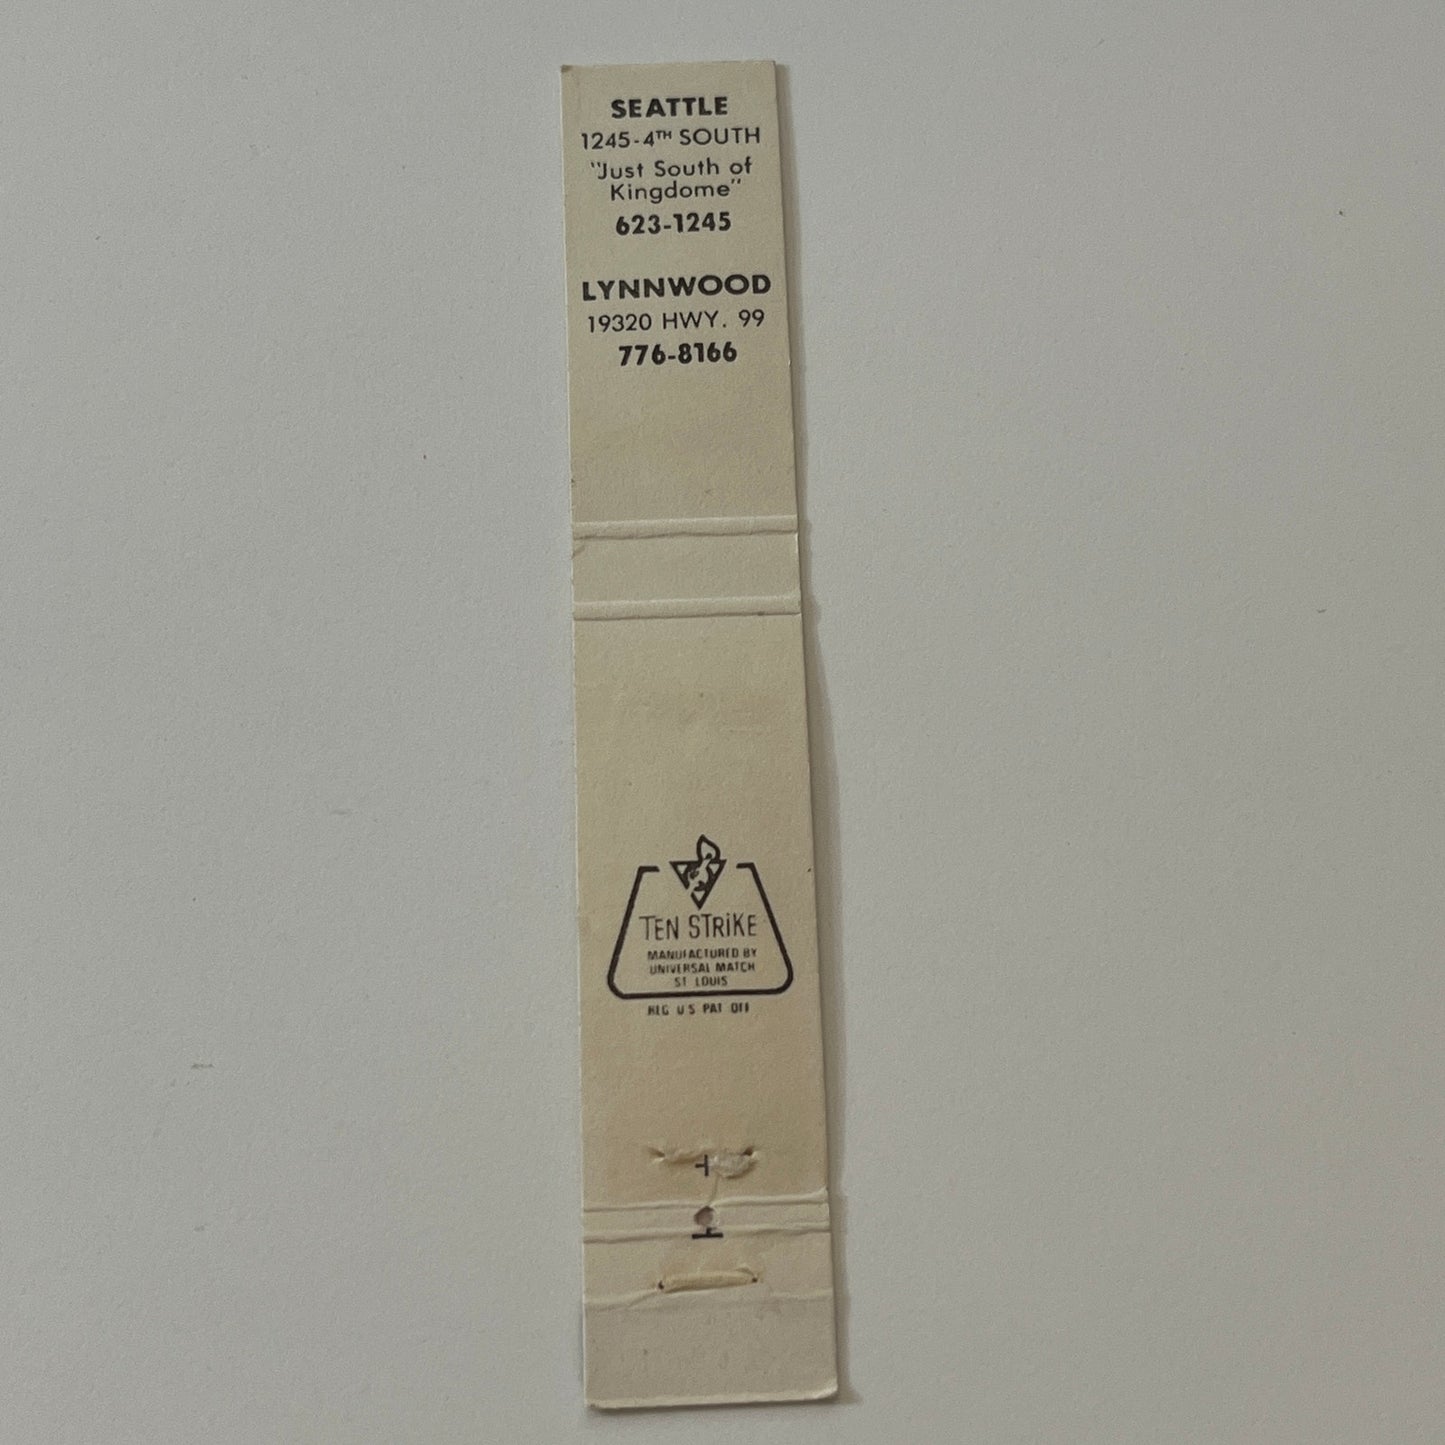 SEATTLE
1245-4TH SOUTH
"Just South of
Kingdome"
623-1245
LYNNWOOD
19320 HWY. 99
776-8166
TEN STRiKE
MANUFACTURED BY
UNIVERSAL MATCH
ST LOUIS
REG U S PAT OFF